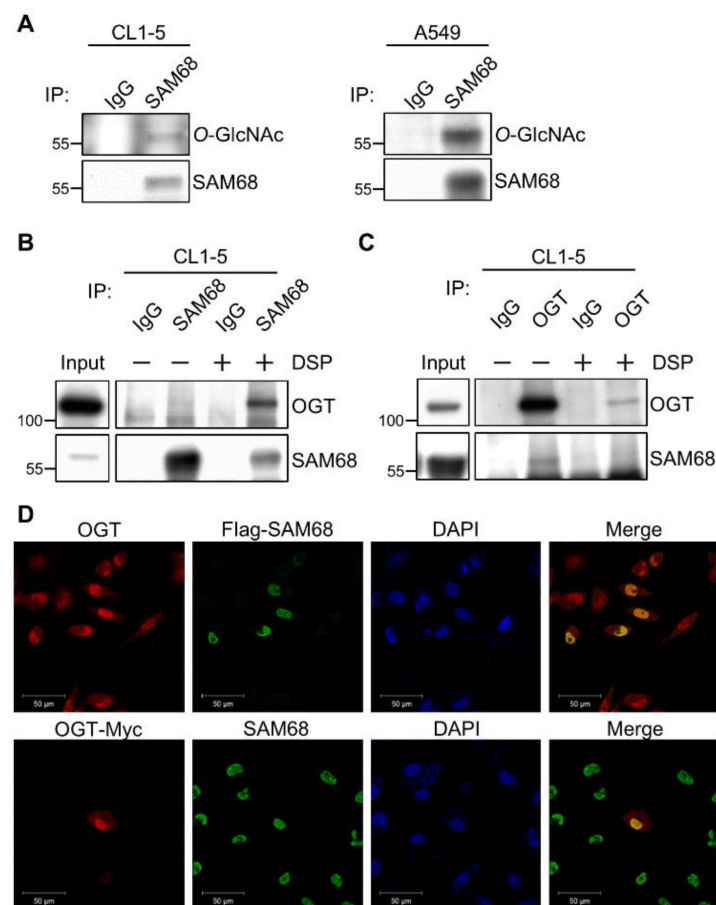 A
CL1-5 A549
IP: IgG SAM68 IgG SAM68
55 O-GlcNAc 55 O-GlcNAc
55 SAM68 55 SAM68
B C
CL1-5 CL1-5
IP: IgG SAM68 IgG SAM68 IP: IgG OGT IgG OGT
Input − − + + DSP Input − − + + DSP
100 OGT 100 OGT
55 SAM68 55 SAM68
D
OGT Flag-SAM68 DAPI Merge
50 µm 50 µm 50 µm 50 µm
OGT-Myc SAM68 DAPI Merge
50 µm 50 µm 50 µm 50 µm